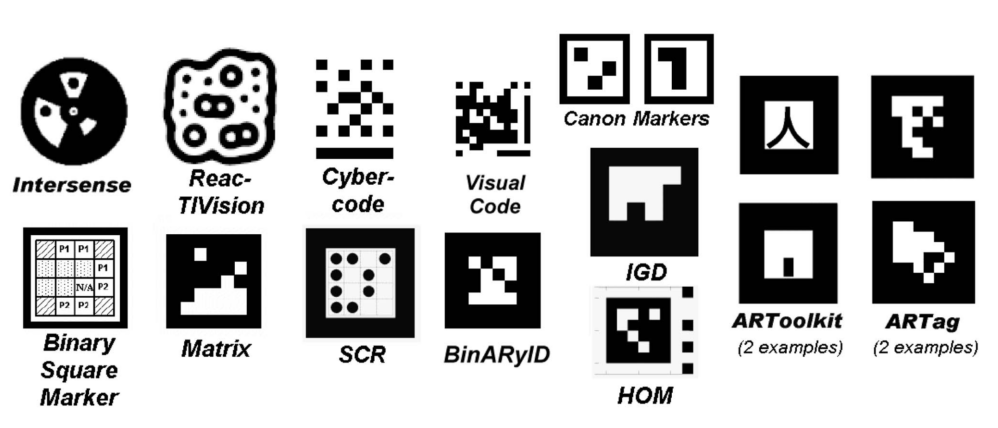 Intersense
Reac-
TIVision
Cyber-
code
Visual
Code
Canon Markers
IGD
P1 P1
P1
N/A P2
P2 P2
Binary
Square
Marker
Matrix
SCR
BinARyID
HOM
ARToolkit
(2 examples)
ARTag
(2 examples)